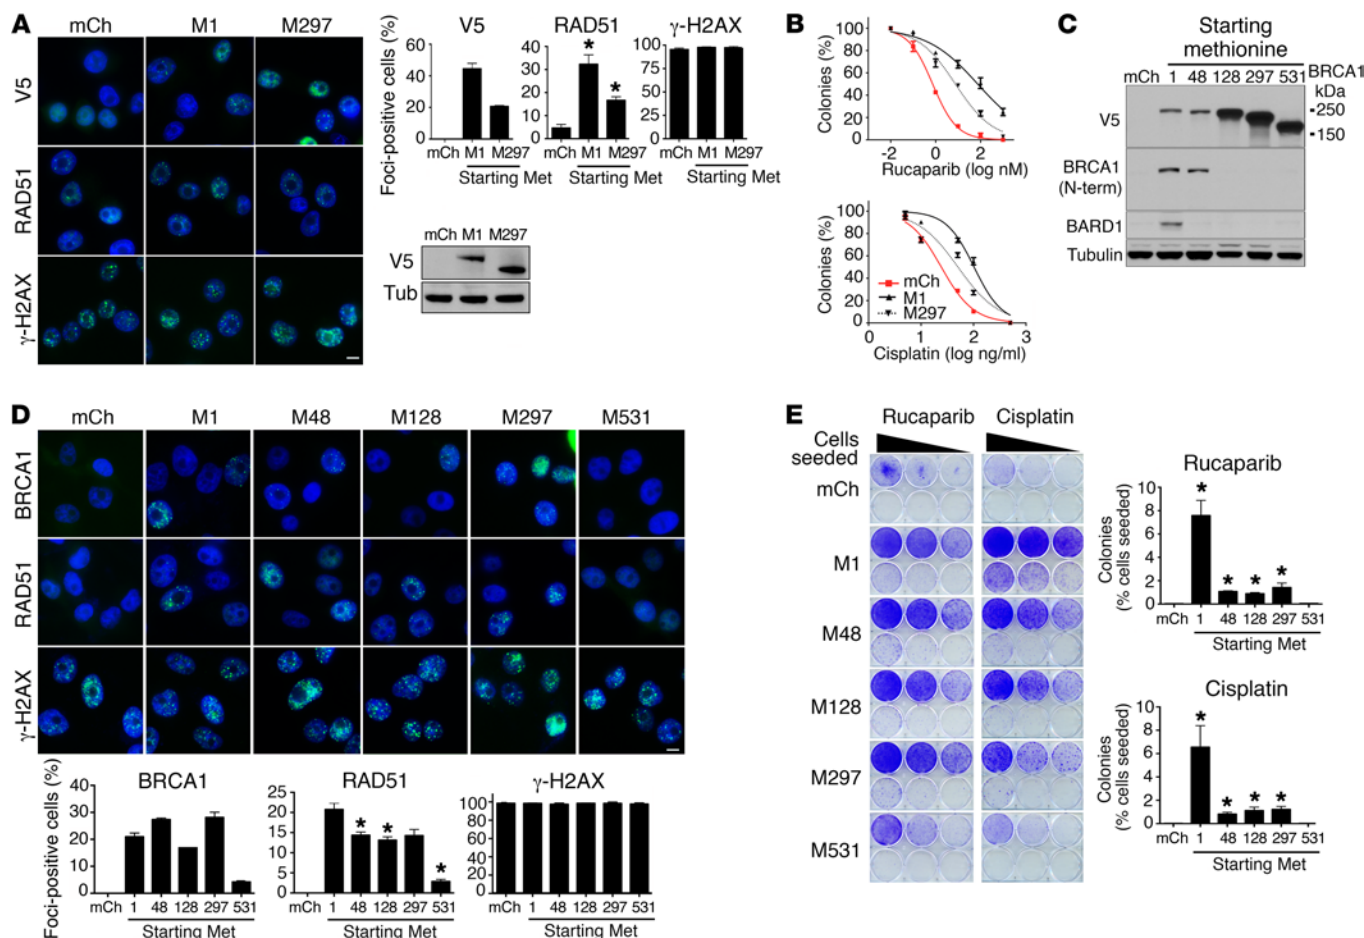 A
mCh M1 M297
V5
RAD51
γ-H2AX
V5 RAD51 γ-H2AX
Foci-positive cells (%)
60
40
20
0
50
40
30
20
10
0
100
75
50
25
0
* *
mCh M1 M297 mCh M1 M297 mCh M1 M297
Starting Met Starting Met Starting Met
mCh M1 M297
V5
Tub
B
Colonies (%)
100
80
60
40
20
0
-2 0 2
Rucaparib (log nM)
Colonies (%)
100
80
60
40
20
0
mCh
M1
M297
0 1 2 3
Cisplatin (log ng/ml)
C
Starting
methionine
mCh 1 48 128 297 531 BRCA1
kDa
V5
250
150
BRCA1
(N-term)
BARD1
Tubulin
D
mCh M1 M48 M128 M297 M531
BRCA1
RAD51
γ-H2AX
BRCA1 RAD51 γ-H2AX
Foci-positive cells (%)
40
30
20
10
0
25
20
15
10
5
0
100
80
60
40
20
0
* * *
mCh 1 48 128 297 531 mCh 1 48 128 297 531 mCh 1 48 128 297 531
Starting Met Starting Met Starting Met
E
Rucaparib Cisplatin
Cells
seeded
mCh
M1
M48
M128
M297
M531
Rucaparib
Colonies
(% cells seeded)
10
8
6
4
2
0
* * * *
mCh 1 48 128 297 531
Starting Met
Cisplatin
Colonies
(% cells seeded)
10
8
6
4
2
0
* * * *
mCh 1 48 128 297 531
Starting Met